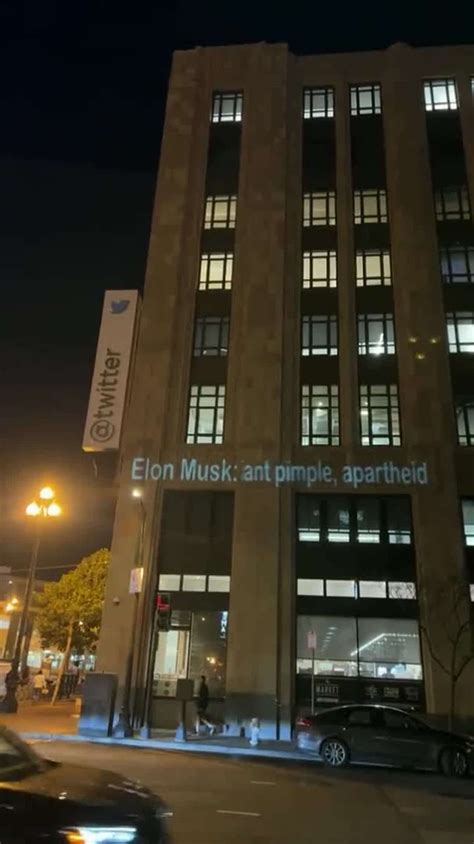 @twitter
Elon Musk: ant pimple, apartheid
MARKET